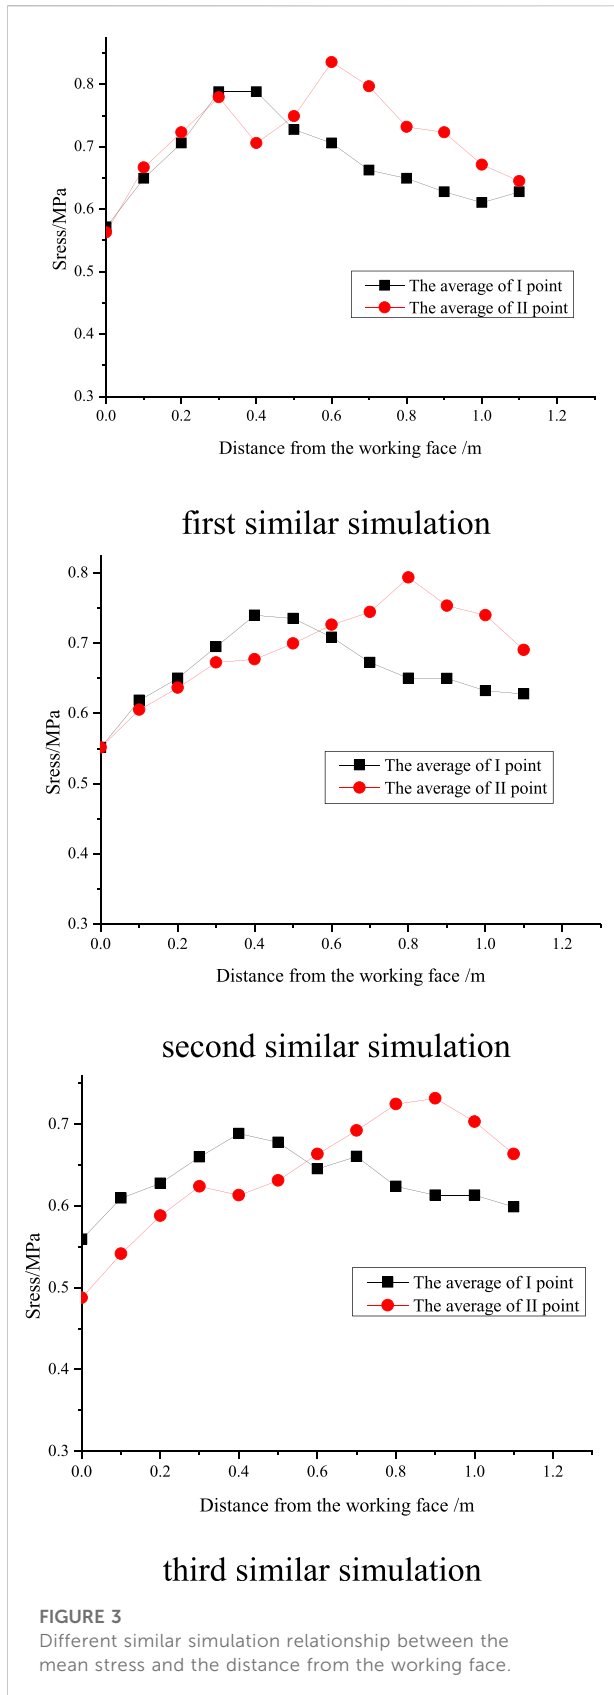 0.8
0.7
0.6
0.5
0.4
0.3
Sress/MPa
The average of I point
The average of II point
0.0 0.2 0.4 0.6 0.8 1.0 1.2
Distance from the working face /m
first similar simulation
0.8
0.7
0.6
0.5
0.4
0.3
Sress/MPa
The average of I point
The average of II point
0.0 0.2 0.4 0.6 0.8 1.0 1.2
Distance from the working face /m
second similar simulation
0.7
0.6
0.5
0.4
0.3
Sress/MPa
The average of I point
The average of II point
0.0 0.2 0.4 0.6 0.8 1.0 1.2
Distance from the working face /m
third similar simulation
FIGURE 3
Different similar simulation relationship between the
mean stress and the distance from the working face.